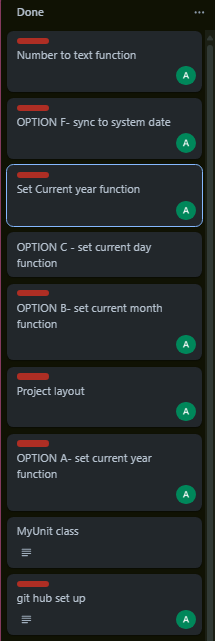 Done
Number to text function
A
OPTION F- sync to system date
A
Set Current year function
A
OPTION C - set current day
function
OPTION B- set current month
function
A
Project layout
A
OPTION A- set current year
function
A
MyUnit class
git hub set up
A